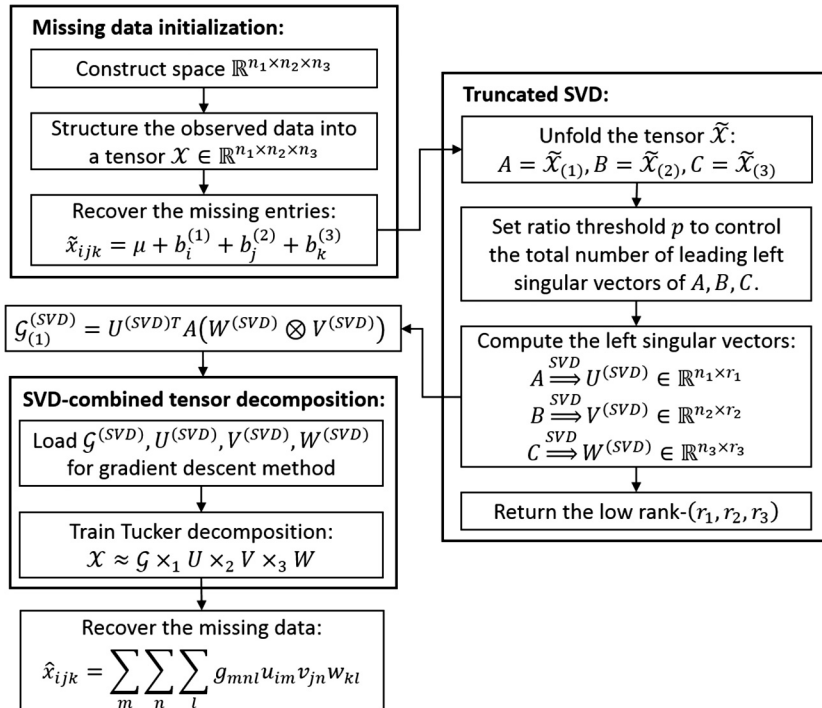 Missing data initialization:
Construct space ℝ^{n₁×n₂×n₃}
Structure the observed data into
a tensor 𝒳 ∈ ℝ^{n₁×n₂×n₃}
Recover the missing entries:
x̃_{ijk} = μ + b_i^{(1)} + b_j^{(2)} + b_k^{(3)}
Truncated SVD:
Unfold the tensor 𝒳̃:
A = 𝒳̃_{(1)}, B = 𝒳̃_{(2)}, C = 𝒳̃_{(3)}
Set ratio threshold p to control
the total number of leading left
singular vectors of A, B, C.
Compute the left singular vectors:
SVD
A ⟹ U^{(SVD)} ∈ ℝ^{n₁×r₁}
SVD
B ⟹ V^{(SVD)} ∈ ℝ^{n₂×r₂}
SVD
C ⟹ W^{(SVD)} ∈ ℝ^{n₃×r₃}
Return the low rank-(r₁, r₂, r₃)
𝒢_{(1)}^{(SVD)} = U^{(SVD)T} A(W^{(SVD)} ⊗ V^{(SVD)})
SVD-combined tensor decomposition:
Load 𝒢^{(SVD)}, U^{(SVD)}, V^{(SVD)}, W^{(SVD)}
for gradient descent method
Train Tucker decomposition:
𝒳 ≈ 𝒢 ×₁ U ×₂ V ×₃ W
Recover the missing data:
x̂_{ijk} = ∑_m ∑_n ∑_l g_{mnl} u_{im} v_{jn} w_{kl}